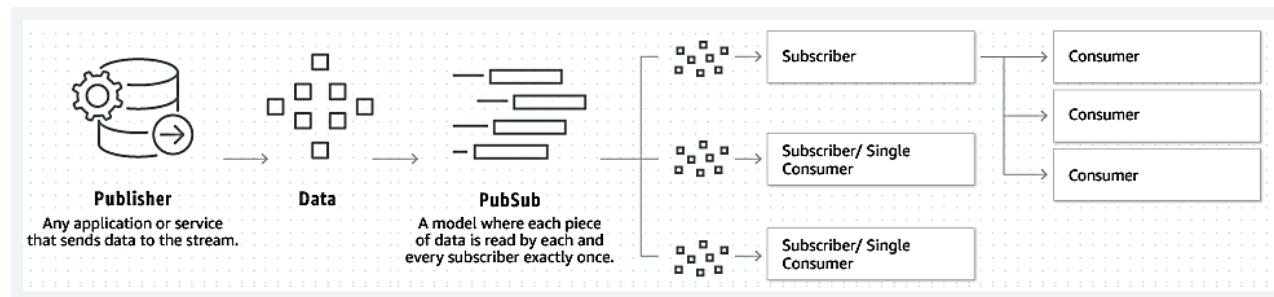 Publisher
Any application or service
that sends data to the stream.
Data
PubSub
A model where each piece
of data is read by each and
every subscriber exactly once.
Subscriber
Subscriber/ Single
Consumer
Subscriber/ Single
Consumer
Consumer
Consumer
Consumer